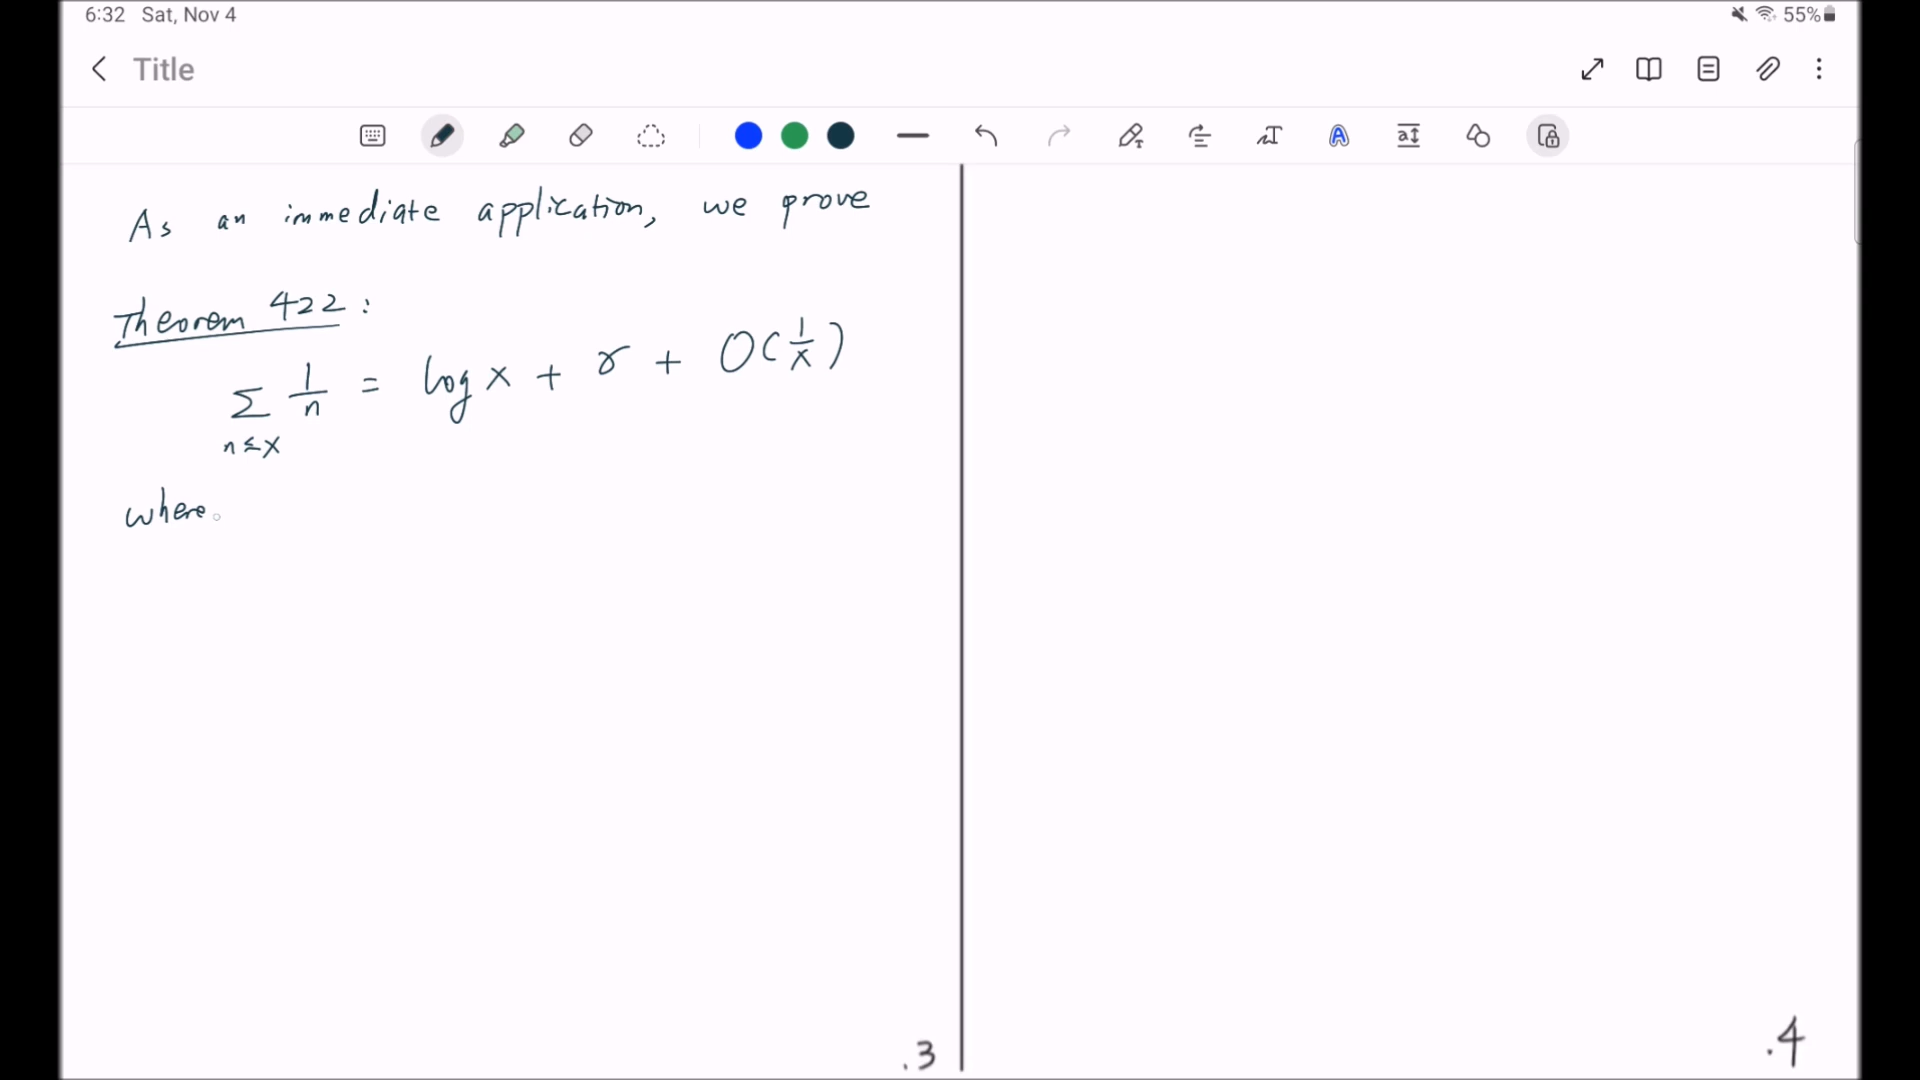 6:32 Sat, Nov 4 55%
Title
As an immediate application, we prove
Theorem 422:
∑ 1/n = log x + γ + O(1/x)
n≤x
where
.3
.4